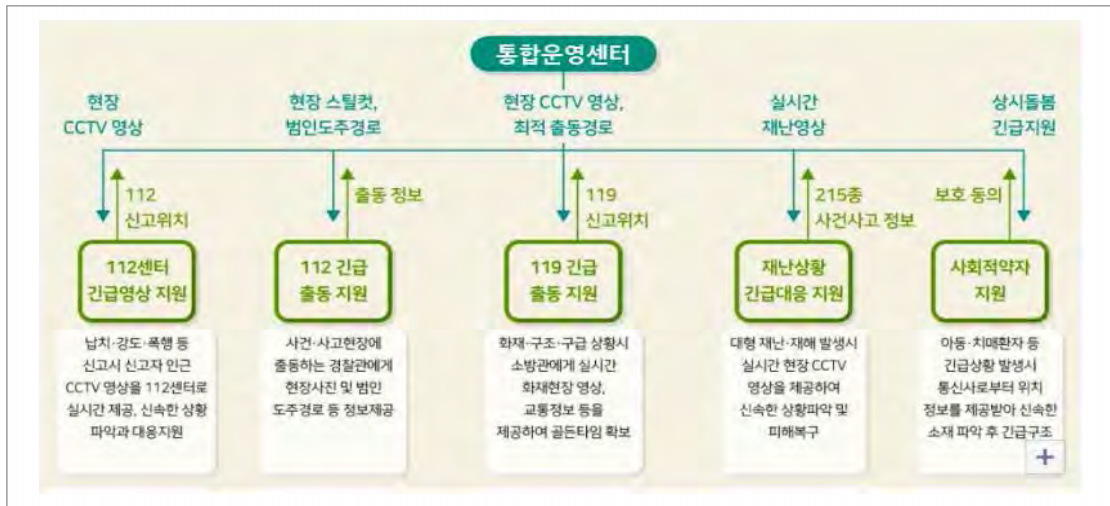 통합운영센터
현장
CCTV 영상
현장 스틸컷,
범인도주경로
현장 CCTV 영상,
최적 출동경로
실시간
재난영상
상시돌봄
긴급지원
112
신고위치
출동 정보
119
신고위치
215종
사건사고 정보
보호 동의
112센터
긴급영상 지원
112 긴급
출동 지원
119 긴급
출동 지원
재난상황
긴급대응 지원
사회적약자
지원
납치·강도·폭행 등
신고시 신고자 인근
CCTV 영상을 112센터로
실시간 제공, 신속한 상황
파악과 대응지원
사건·사고현장에
출동하는 경찰관에게
현장사진 및 범인
도주경로 등 정보제공
화재·구조·구급 상황시
소방관에게 실시간
화재현장 영상,
교통정보 등을
제공하여 골든타임 확보
대형 재난·재해 발생시
실시간 현장 CCTV
영상을 제공하여
신속한 상황파악 및
피해복구
아동·치매환자 등
긴급상황 발생시
통신사로부터 위치
정보를 제공받아 신속한
소재 파악 후 긴급구조